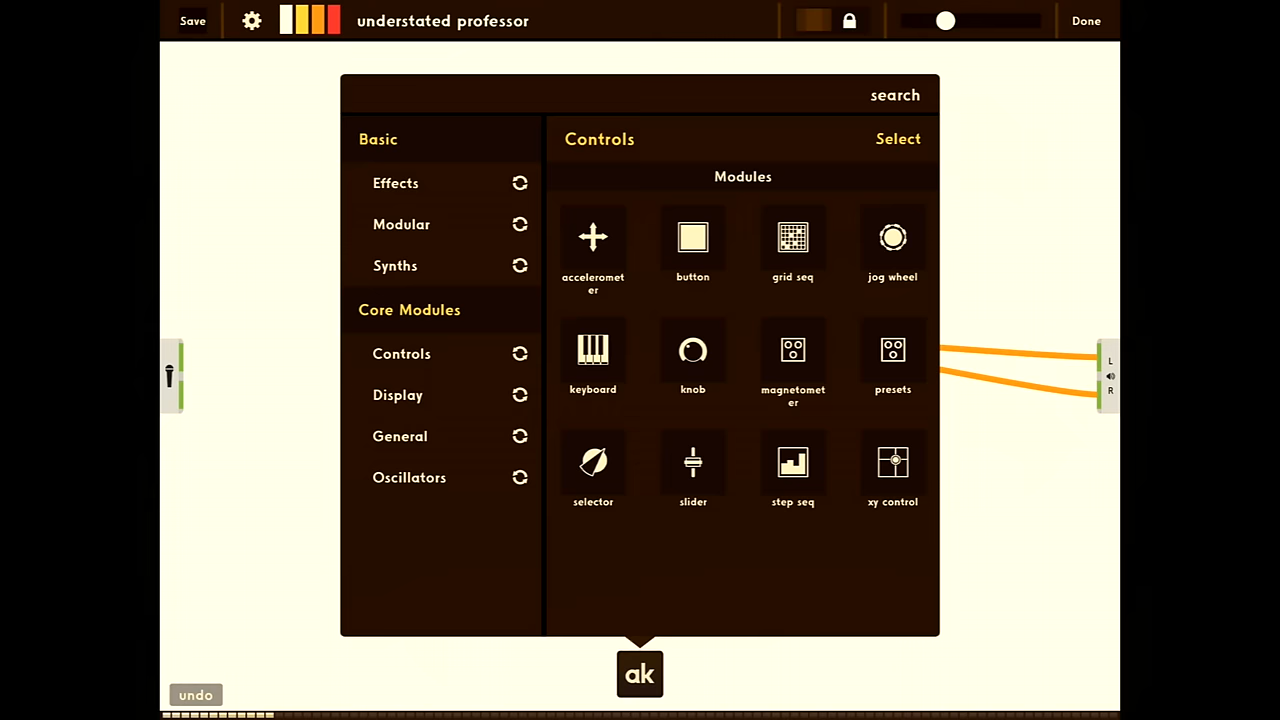 Save
understated professor
Done
search
Basic
Effects
Modular
Synths
Core Modules
Controls
Display
General
Oscillators
Controls
Select
Modules
acceleromet
er
button
grid seq
jog wheel
keyboard
knob
magnetomet
er
presets
selector
slider
step seq
xy control
L
R
ak
undo